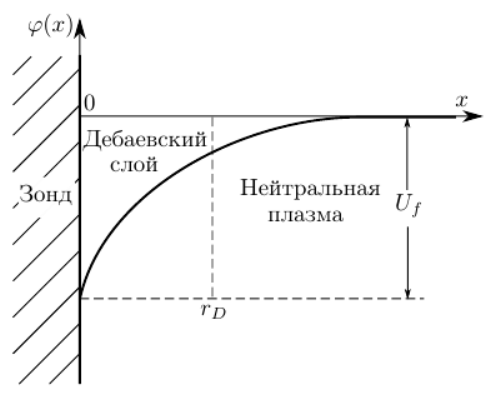 φ(x)
0
x
Дебаевский
слой
Зонд
Нейтральная
плазма
U_f
r_D